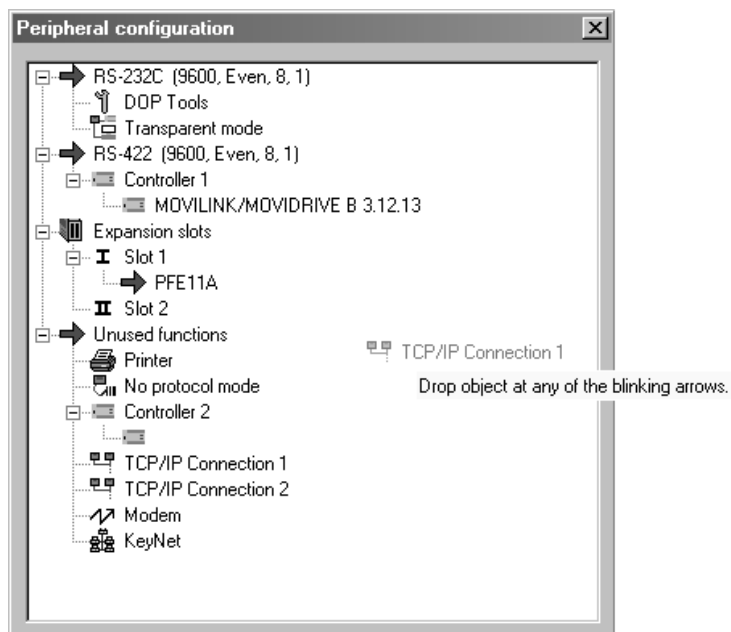 Peripheral configuration
RS-232C (9600, Even, 8, 1)
DOP Tools
Transparent mode
RS-422 (9600, Even, 8, 1)
Controller 1
MOVILINK/MOVIDRIVE B 3.12.13
Expansion slots
I Slot 1
PFE11A
II Slot 2
Unused functions
TCP/IP Connection 1
Printer
No protocol mode
Drop object at any of the blinking arrows.
Controller 2
TCP/IP Connection 1
TCP/IP Connection 2
Modem
KeyNet